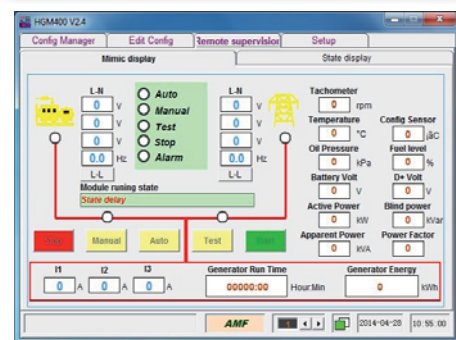 HGM400 V2.4
Config Manager Edit Config Remote supervision Setup
Mimic display State display
L-N Auto L-N Tachometer
0 V Manual 0 V 0 rpm
0 V Test 0 V Temperature Config Sensor
0 V Stop 0 V 0 °C 0 µåC
0.0 Hz Alarm 0.0 Hz Oil Pressure Fuel level
L-L L-L 0 kPa 0 %
Module runing state Battery Volt D+ Volt
State delay 0 V 0 V
Active Power Blind power
0 kW 0 kVar
Stop Manual Auto Test Start Apparent Power Power Factor
0 kVA 0
I1 I2 I3 Generator Run Time Generator Energy
0 A 0 A 0 A 00000:00 Hour:Min 0 kWh
AMF 1 2014-04-28 10:55:00